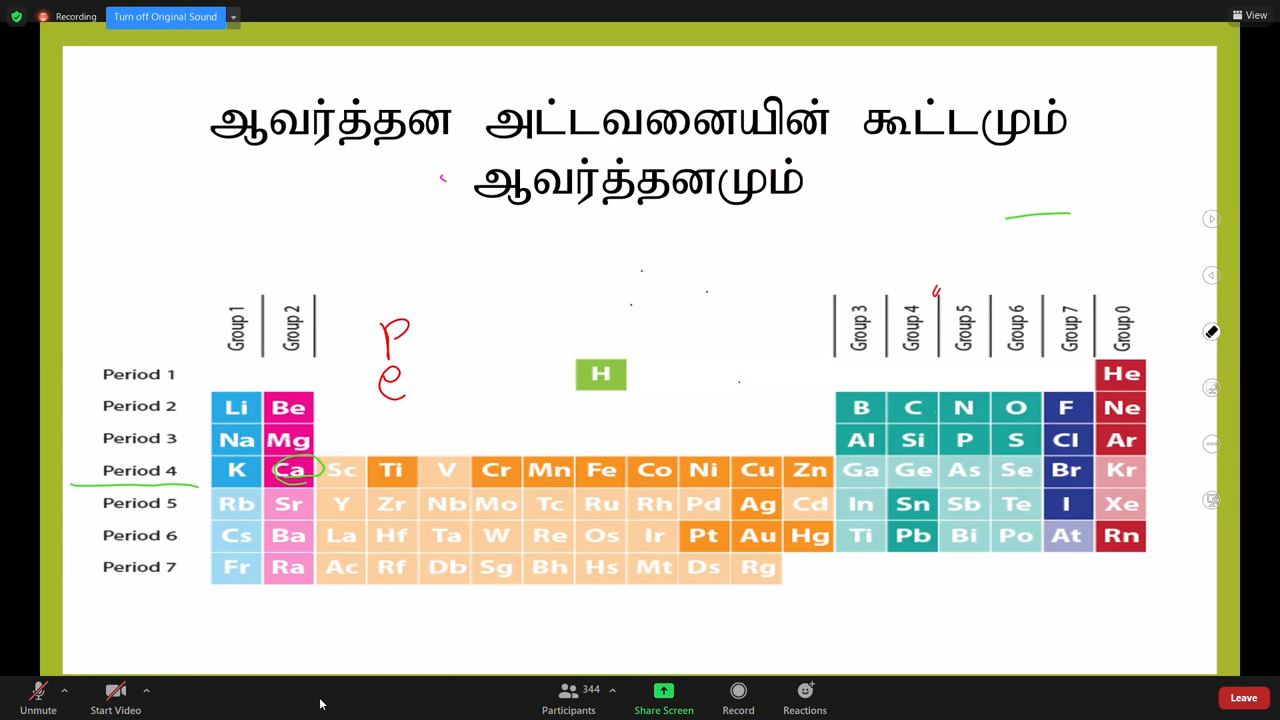 Recording
Turn off Original Sound
View
ஆவர்த்தன அட்டவனையின் கூட்டமும்
ஆவர்த்தனமும்
Group 1 Group 2 Group 3 Group 4 Group 5 Group 6 Group 7 Group 0
P
e
Period 1 H He
Period 2 Li Be B C N O F Ne
Period 3 Na Mg Al Si P S Cl Ar
Period 4 K Ca Sc Ti V Cr Mn Fe Co Ni Cu Zn Ga Ge As Se Br Kr
Period 5 Rb Sr Y Zr Nb Mo Tc Ru Rh Pd Ag Cd In Sn Sb Te I Xe
Period 6 Cs Ba La Hf Ta W Re Os Ir Pt Au Hg Ti Pb Bi Po At Rn
Period 7 Fr Ra Ac Rf Db Sg Bh Hs Mt Ds Rg
344
Unmute Start Video Participants Share Screen Record Reactions Leave